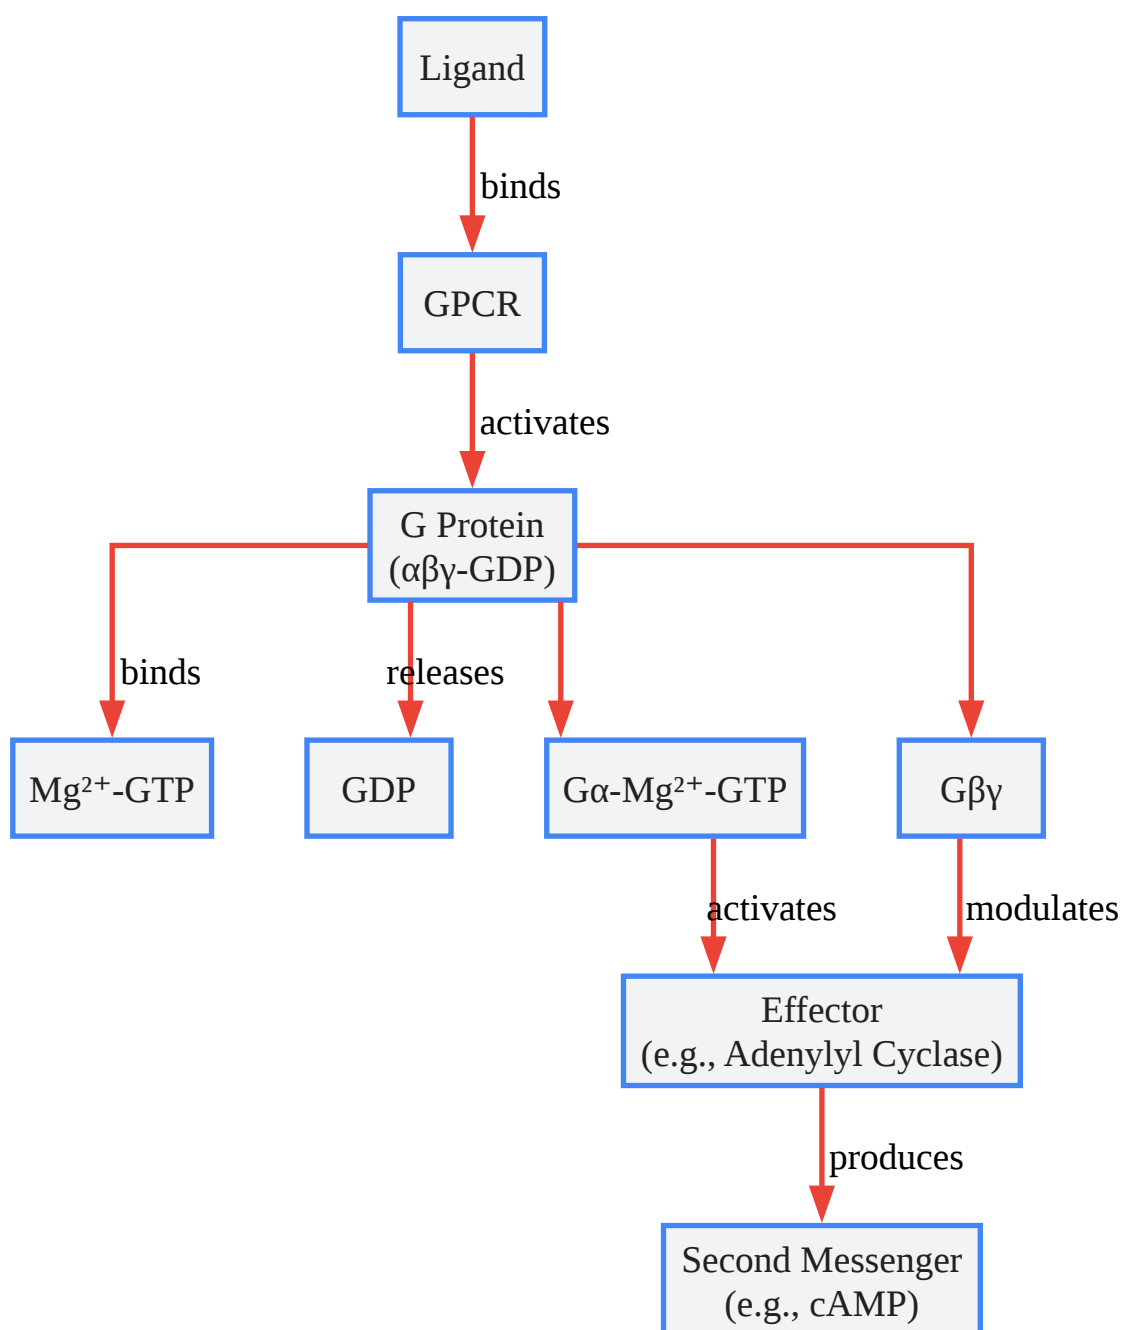 Ligand
binds
GPCR
activates
G Protein
(αβγ-GDP)
binds
releases
Mg²⁺-GTP
GDP
Gα-Mg²⁺-GTP
Gβγ
activates
modulates
Effector
(e.g., Adenylyl Cyclase)
produces
Second Messenger
(e.g., cAMP)